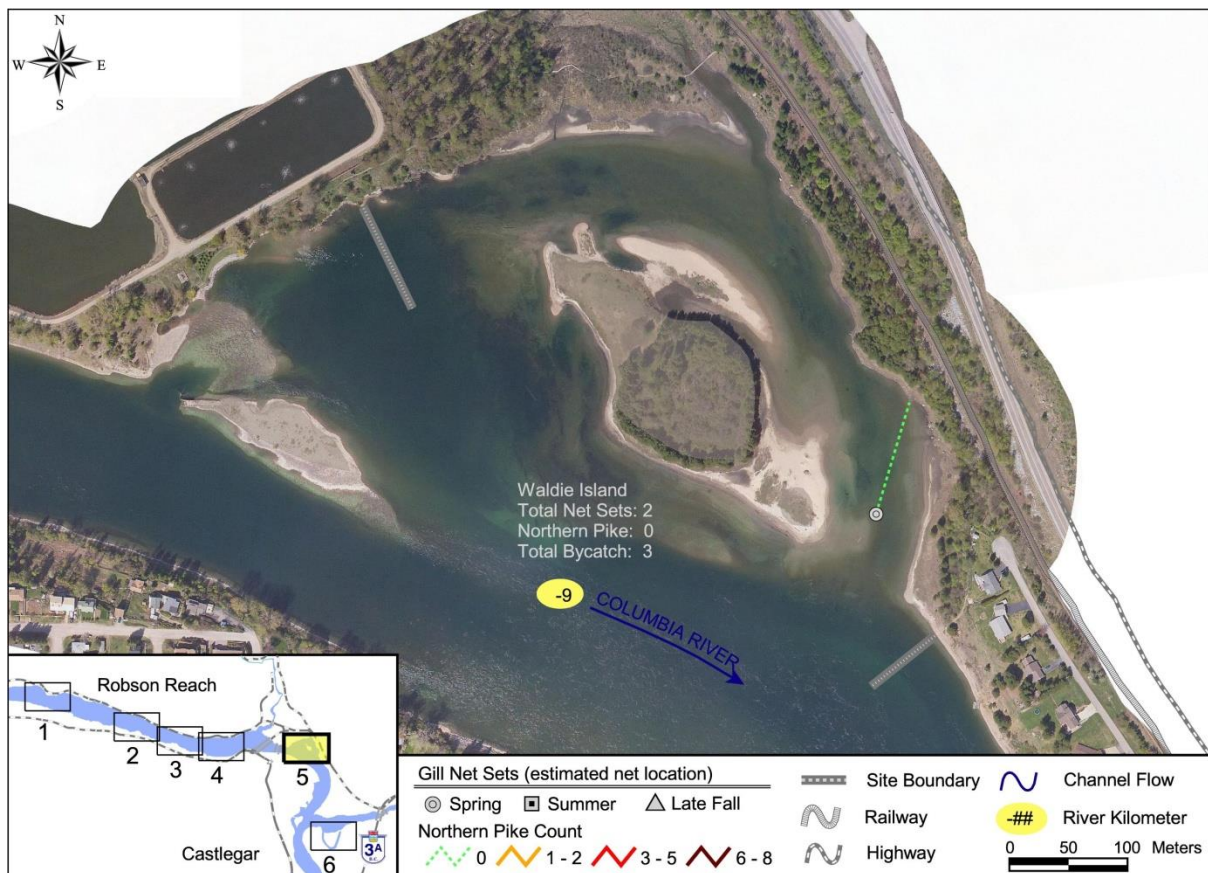 N
W E
S
Waldie Island
Total Net Sets: 2
Northern Pike: 0
Total Bycatch: 3
-9
COLUMBIA RIVER
Robson Reach
1
2
3
4
5
6
Castlegar
3A
B.C.
Gill Net Sets (estimated net location)
Spring Summer Late Fall
Northern Pike Count
0 1 - 2 3 - 5 6 - 8
Site Boundary
Railway
Highway
Channel Flow
-## River Kilometer
0 50 100 Meters